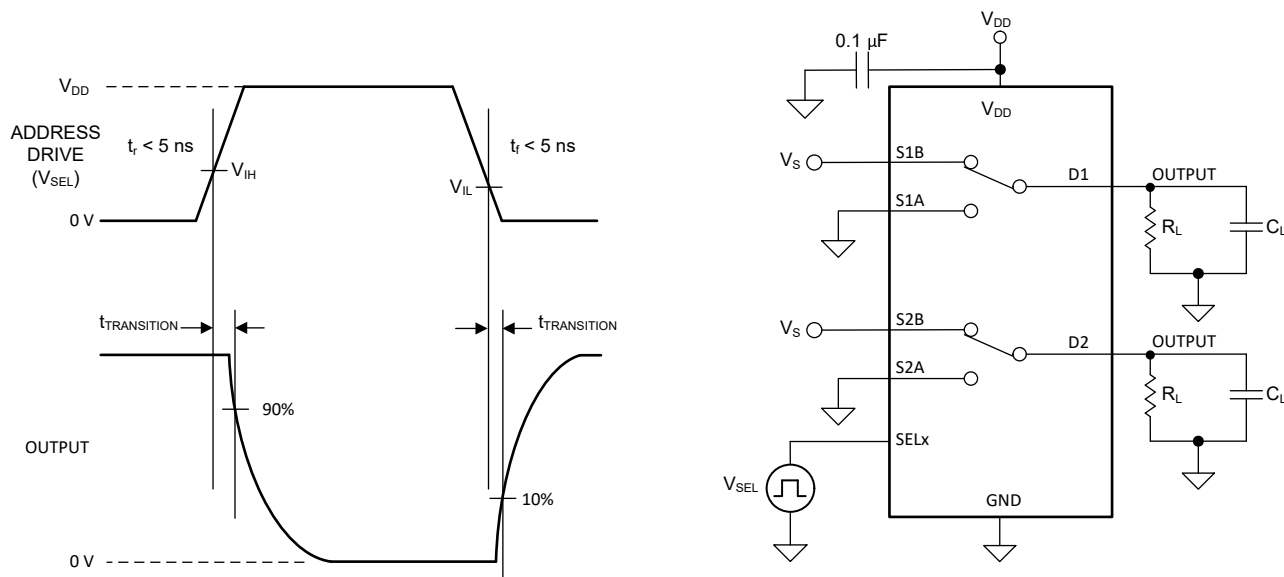 V_DD
ADDRESS
DRIVE
(V_SEL)
t_r < 5 ns
V_IH
t_f < 5 ns
V_IL
0 V
t_TRANSITION
t_TRANSITION
90%
OUTPUT
10%
0 V
V_DD
0.1 µF
V_DD
V_S
S1B
D1
OUTPUT
S1A
R_L
C_L
V_S
S2B
D2
OUTPUT
S2A
R_L
C_L
SELx
V_SEL
GND